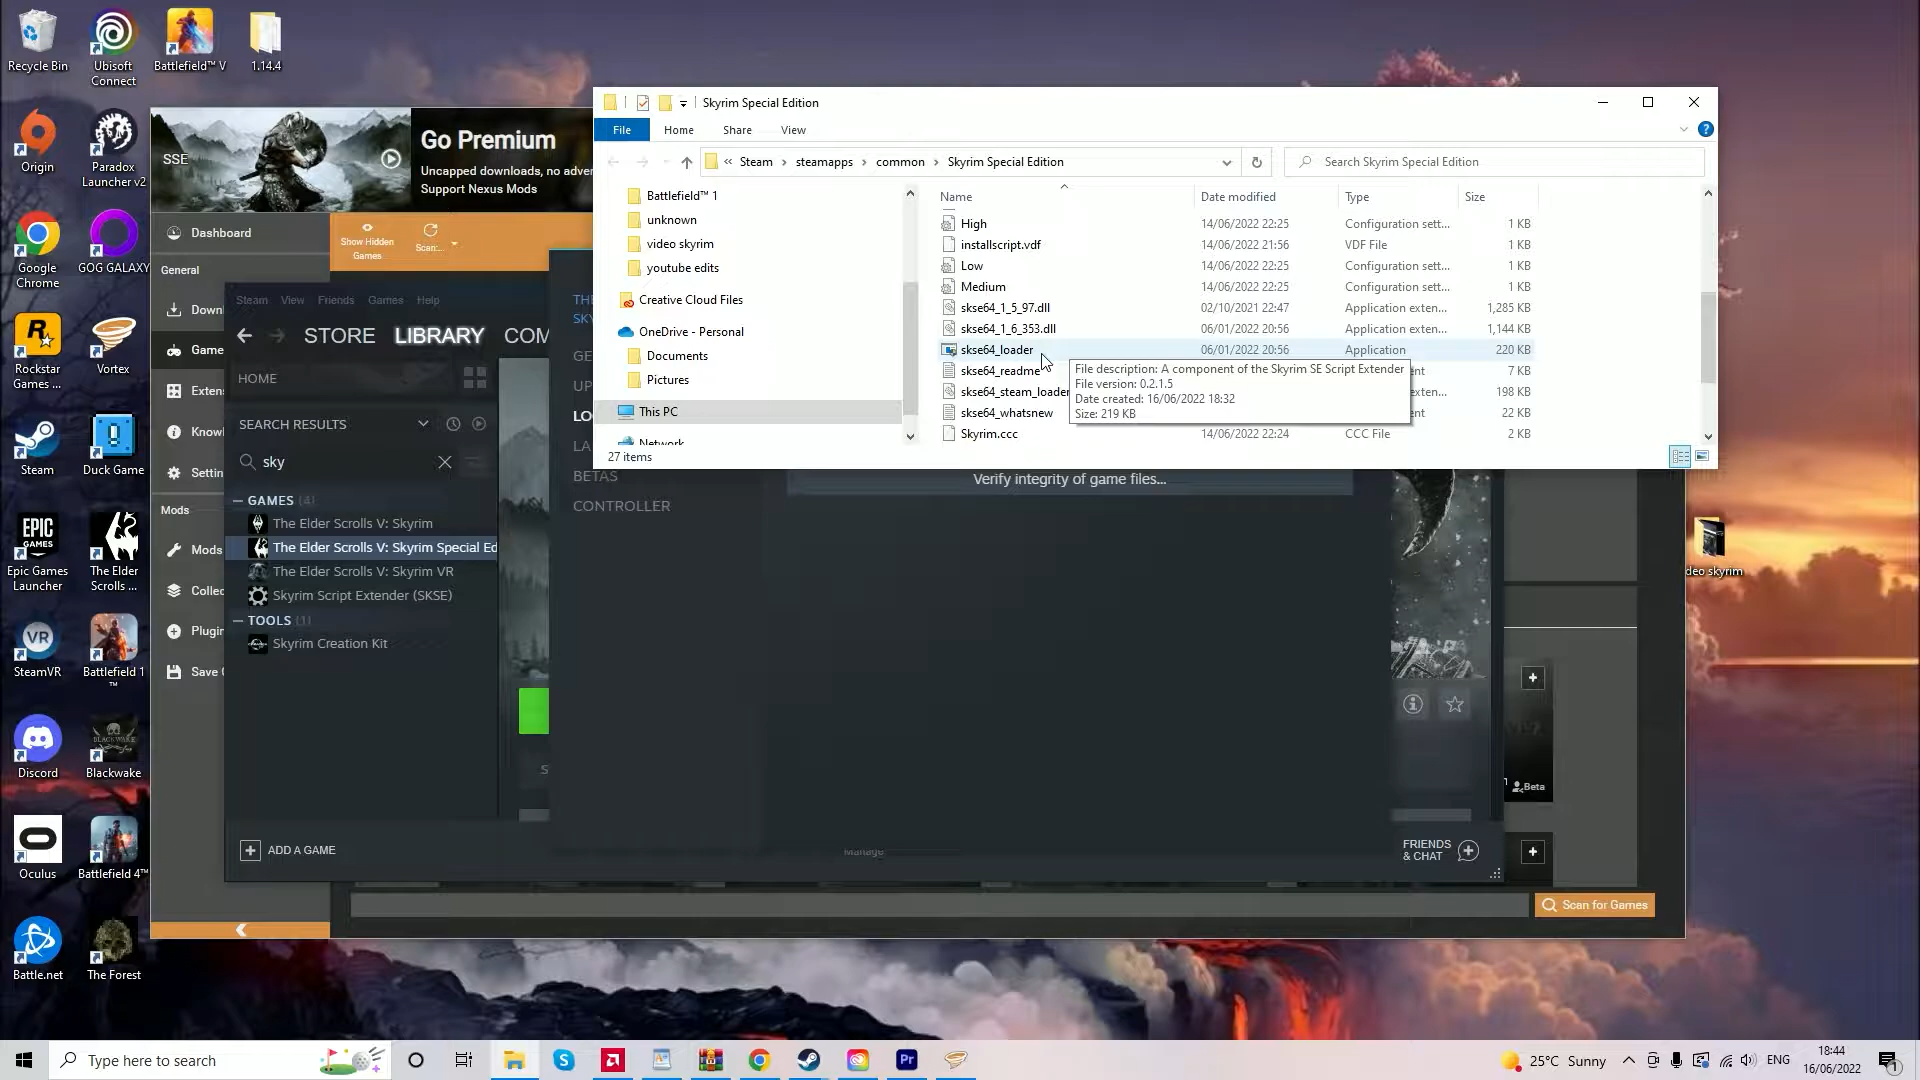 Recycle Bin
Ubisoft
Connect
Battlefield™ V
1.14.4
Origin
Paradox
Launcher v2
Google
Chrome
GOG GALAXY
Rockstar
Games ...
Vortex
Steam
Duck Game
Epic Games
Launcher
The Elder
Scrolls ...
SteamVR
Battlefield 1
™
Discord
Blackwake
Oculus
Battlefield 4™
Battle.net
The Forest
SSE
Go Premium
Uncapped downloads, no adver
Support Nexus Mods
Dashboard
Show Hidden
Games
Scan:...
General
Down
Game
Exten
Knowl
Settin
Mods
Mods
Collec
Plugin
Save G
Steam
View
Friends
Games
Help
STORE
LIBRARY
COM
HOME
SEARCH RESULTS
sky
GAMES (4)
The Elder Scrolls V: Skyrim
The Elder Scrolls V: Skyrim Special Ed
The Elder Scrolls V: Skyrim VR
Skyrim Script Extender (SKSE)
TOOLS (1)
Skyrim Creation Kit
ADD A GAME
Manage
FRIENDS
& CHAT
THE
SKY
GE
UP
LO
LA
BETAS
CONTROLLER
Verify integrity of game files...
Skyrim Special Edition
File
Home
Share
View
« Steam › steamapps › common › Skyrim Special Edition
Search Skyrim Special Edition
Battlefield™ 1
unknown
video skyrim
youtube edits
Creative Cloud Files
OneDrive - Personal
Documents
Pictures
This PC
Network
Name Date modified Type Size
High 14/06/2022 22:25 Configuration sett... 1 KB
installscript.vdf 14/06/2022 21:56 VDF File 1 KB
Low 14/06/2022 22:25 Configuration sett... 1 KB
Medium 14/06/2022 22:25 Configuration sett... 1 KB
skse64_1_5_97.dll 02/10/2021 22:47 Application exten... 1,285 KB
skse64_1_6_353.dll 06/01/2022 20:56 Application exten... 1,144 KB
skse64_loader 06/01/2022 20:56 Application 220 KB
skse64_readme ent 7 KB
skse64_steam_loader exten... 198 KB
skse64_whatsnew ent 22 KB
Skyrim.ccc 14/06/2022 22:24 CCC File 2 KB
File description: A component of the Skyrim SE Script Extender
File version: 0.2.1.5
Date created: 16/06/2022 18:32
Size: 219 KB
27 items
deo skyrim
Beta
Scan for Games
Type here to search
25°C Sunny
ENG
18:44
16/06/2022